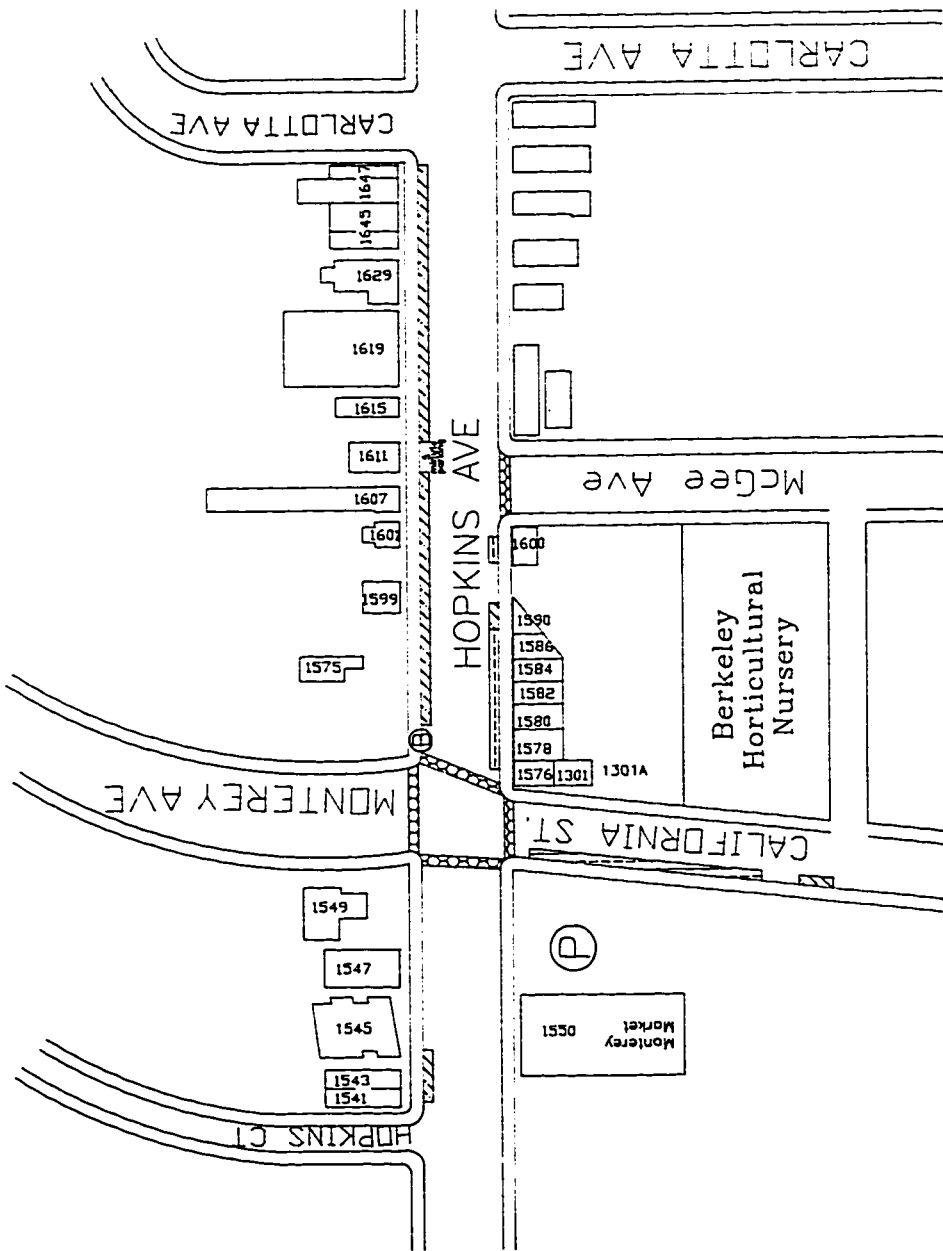 CARLOTTA AVE
CARLOTTA AVE
1647
1645
1629
1619
1615
1611
1607
1601
1599
1575
HOPKINS AVE
McGee Ave
1600
1590
1586
1584
1582
1580
1578
1576
1301
1301A
Berkeley
Horticultural
Nursery
B
MONTEREY AVE
CALIFORNIA ST.
1549
1547
1545
1543
1541
P
1550
Monterey
Market
HOPKINS CT